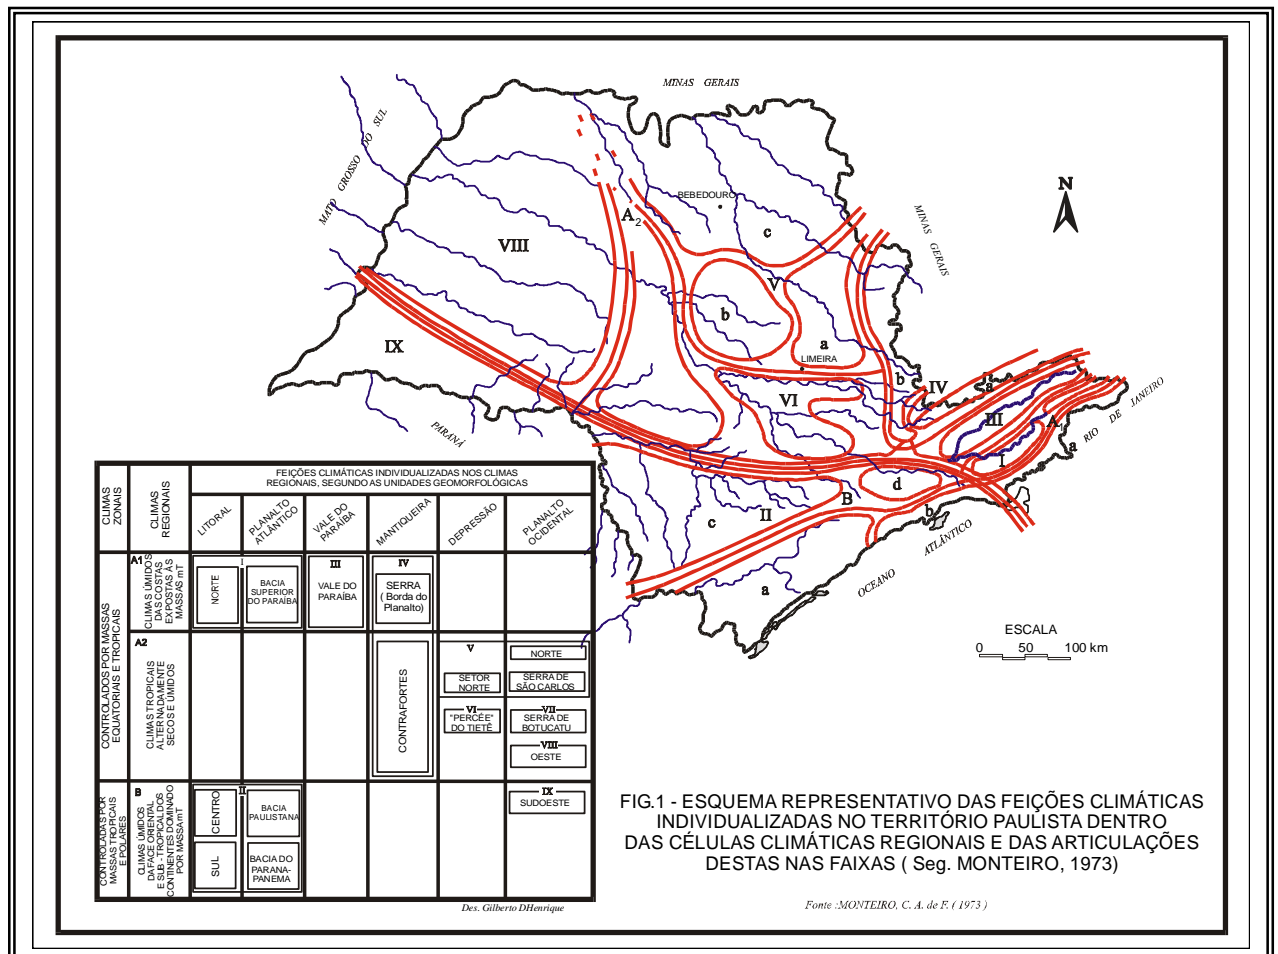 MINAS GERAIS
MATO GROSSO DO SUL
N
BEBEDOURO
A2
c
MINAS GERAIS
VIII
V
b
a
IX
LIMEIRA
b
IV
a
VI
III
A1
RIO DE JANEIRO
a
PARANÁ
I
d
B
II
c
b
OCEANO ATLÂNTICO
a
ESCALA
0 50 100 km
FEIÇÕES CLIMÁTICAS INDIVIDUALIZADAS NOS CLIMAS
REGIONAIS, SEGUNDO AS UNIDADES GEOMORFOLÓGICAS
CLIMAS
ZONAIS
CLIMAS
REGIONAIS
LITORAL
PLANALTO
ATLÂNTICO
VALE DO
PARAÍBA
MANTIQUEIRA
DEPRESSÃO
PLANALTO
OCIDENTAL
CONTROLADOS POR MASSAS
EQUATORIAIS E TROPICAIS
A1
CLIMAS ÚMIDOS
DAS COSTAS
EXPOSTAS ÀS
MASSAS mT
I
NORTE
BACIA
SUPERIOR
DO PARAÍBA
III
VALE DO
PARAÍBA
IV
SERRA
( Borda do
Planalto)
A2
CLIMAS TROPICAIS
ALTERNADAMENTE
SECOS E ÚMIDOS
CONTRAFORTES
V
SETOR
NORTE
NORTE
SERRA DE
SÃO CARLOS
VI
"PERCÉE"
DO TIETÊ
VII
SERRA DE
BOTUCATU
VIII
OESTE
CONTROLADAS POR
MASSAS TROPICAIS
E POLARES
B
CLIMAS ÚMIDOS
DA FACE ORIENTAL
E SUB - TROPICAL DOS
CONTINENTES DOMINADO
POR MASSA mT
II
CENTRO
BACIA
PAULISTANA
SUL
BACIA DO
PARANA-
PANEMA
IX
SUDOESTE
Des. Gilberto DHenrique
FIG.1 - ESQUEMA REPRESENTATIVO DAS FEIÇÕES CLIMÁTICAS
INDIVIDUALIZADAS NO TERRITÓRIO PAULISTA DENTRO
DAS CÉLULAS CLIMÁTICAS REGIONAIS E DAS ARTICULAÇÕES
DESTAS NAS FAIXAS ( Seg. MONTEIRO, 1973)
Fonte :MONTEIRO, C. A. de F. ( 1973 )